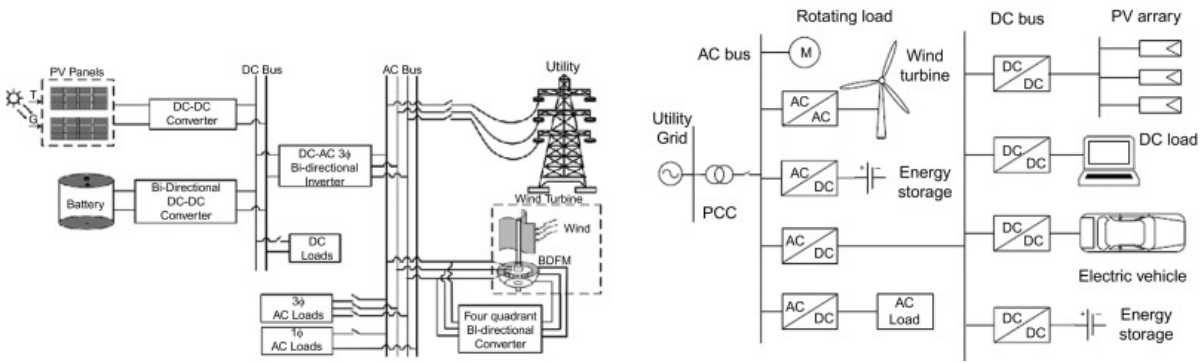 PV Panels
T
G
DC-DC
Converter
Battery
Bi-Directional
DC-DC
Converter
DC Bus
AC Bus
DC-AC 3ϕ
Bi-directional
Inverter
DC
Loads
3ϕ
AC Loads
1ϕ
AC Loads
Utility
Wind Turbine
Wind
BDFM
Four quadrant
BI-directional
Converter
Utility
Grid
PCC
AC bus
Rotating load
M
Wind
turbine
AC
AC
AC
DC
Energy
storage
AC
DC
AC
DC
AC
Load
DC bus
PV arrary
DC
DC
DC
DC
DC load
DC
DC
Electric vehicle
DC
DC
Energy
storage